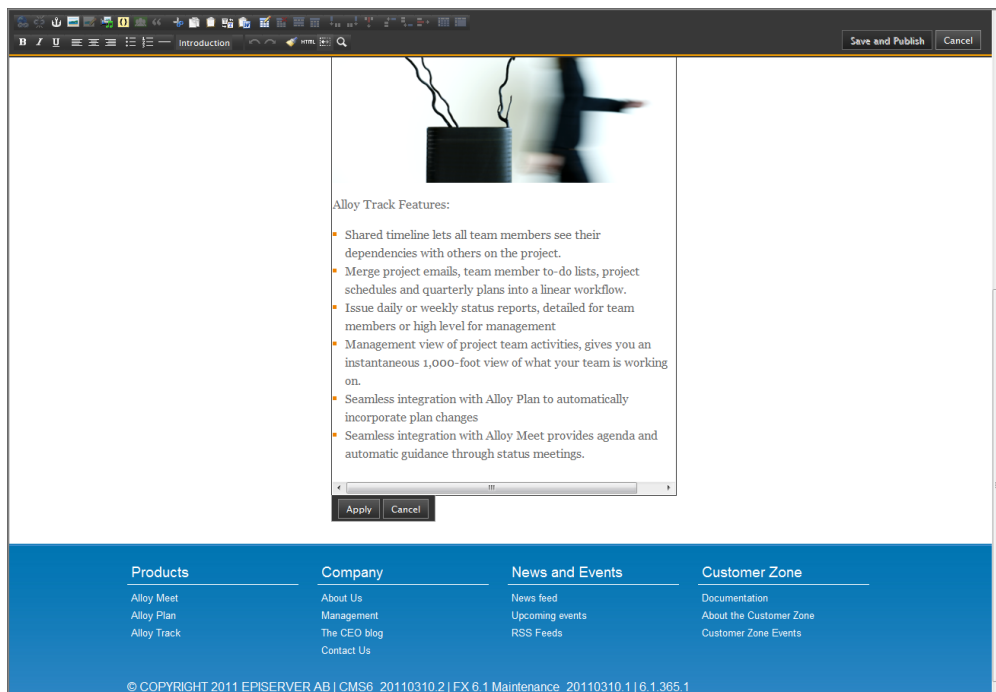 B I U Introduction HTML
Save and Publish Cancel
Alloy Track Features:
Shared timeline lets all team members see their
dependencies with others on the project.
Merge project emails, team member to-do lists, project
schedules and quarterly plans into a linear workflow.
Issue daily or weekly status reports, detailed for team
members or high level for management
Management view of project team activities, gives you an
instantaneous 1,000-foot view of what your team is working
on.
Seamless integration with Alloy Plan to automatically
incorporate plan changes
Seamless integration with Alloy Meet provides agenda and
automatic guidance through status meetings.
Apply Cancel
Products Company News and Events Customer Zone
Alloy Meet About Us News feed Documentation
Alloy Plan Management Upcoming events About the Customer Zone
Alloy Track The CEO blog RSS Feeds Customer Zone Events
Contact Us
© COPYRIGHT 2011 EPISERVER AB | CMS6_20110310.2 | FX 6.1 Maintenance_20110310.1 | 6.1.365.1